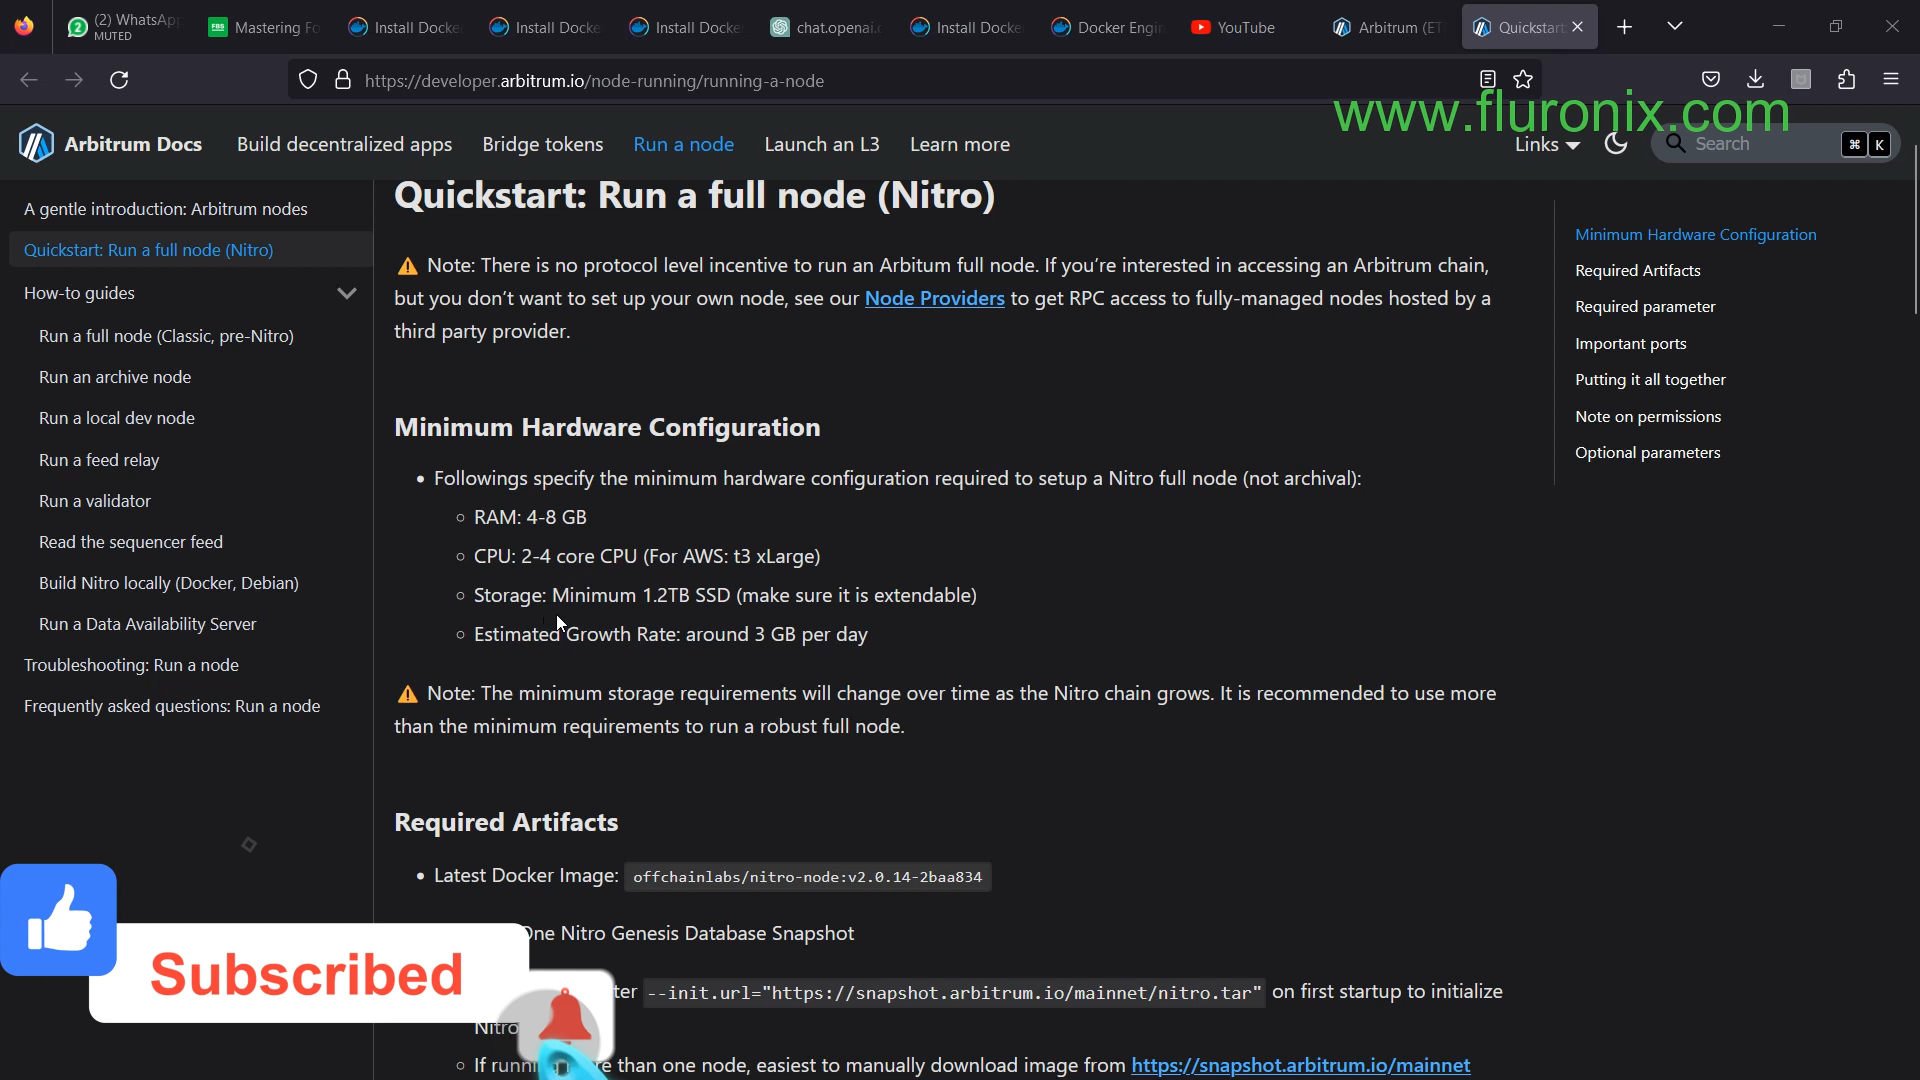 (2) WhatsAp
MUTED
FBS
Mastering Fo
Install Docke
Install Docke
Install Docke
chat.openai.c
Install Docke
Docker Engin
YouTube
Arbitrum (ET
Quickstart:
https://developer.arbitrum.io/node-running/running-a-node
www.fluronix.com
Arbitrum Docs
Build decentralized apps
Bridge tokens
Run a node
Launch an L3
Learn more
Links
Search
⌘ K
A gentle introduction: Arbitrum nodes
Quickstart: Run a full node (Nitro)
How-to guides
Run a full node (Classic, pre-Nitro)
Run an archive node
Run a local dev node
Run a feed relay
Run a validator
Read the sequencer feed
Build Nitro locally (Docker, Debian)
Run a Data Availability Server
Troubleshooting: Run a node
Frequently asked questions: Run a node
Quickstart: Run a full node (Nitro)
⚠️ Note: There is no protocol level incentive to run an Arbitum full node. If you’re interested in accessing an Arbitrum chain,
but you don’t want to set up your own node, see our Node Providers to get RPC access to fully-managed nodes hosted by a
third party provider.
Minimum Hardware Configuration
• Followings specify the minimum hardware configuration required to setup a Nitro full node (not archival):
◦ RAM: 4-8 GB
◦ CPU: 2-4 core CPU (For AWS: t3 xLarge)
◦ Storage: Minimum 1.2TB SSD (make sure it is extendable)
◦ Estimated Growth Rate: around 3 GB per day
⚠️ Note: The minimum storage requirements will change over time as the Nitro chain grows. It is recommended to use more
than the minimum requirements to run a robust full node.
Required Artifacts
• Latest Docker Image: offchainlabs/nitro-node:v2.0.14-2baa834
One Nitro Genesis Database Snapshot
ter --init.url="https://snapshot.arbitrum.io/mainnet/nitro.tar" on first startup to initialize
Nitro
◦ If runn re than one node, easiest to manually download image from https://snapshot.arbitrum.io/mainnet
Minimum Hardware Configuration
Required Artifacts
Required parameter
Important ports
Putting it all together
Note on permissions
Optional parameters
Subscribed